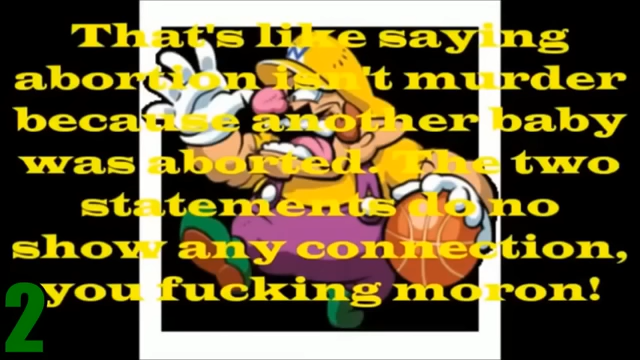 That's like saying
abortion isn't murder
because another baby
was aborted. The two
statements do no
show any connection,
you fucking moron!
2